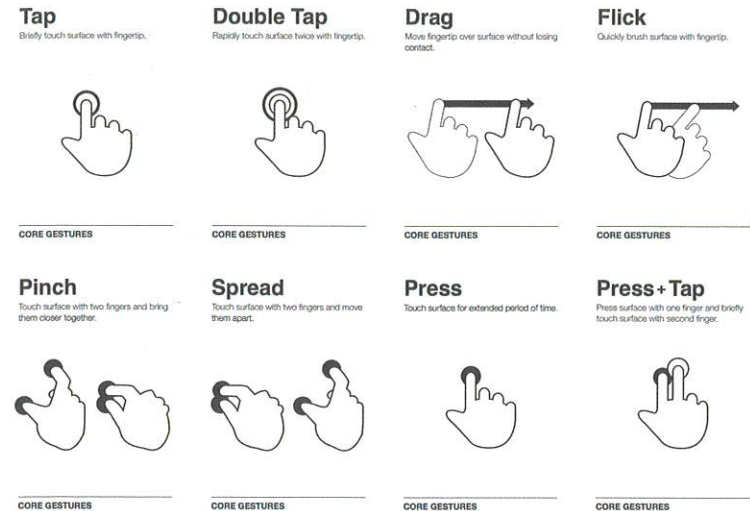 Tap
Briefly touch surface with fingertip.
Double Tap
Rapidly touch surface twice with fingertip.
Drag
Move fingertip over surface without losing
contact.
Flick
Quickly brush surface with fingertip.
CORE GESTURES
CORE GESTURES
CORE GESTURES
CORE GESTURES
Pinch
Touch surface with two fingers and bring
them closer together.
Spread
Touch surface with two fingers and move
them apart.
Press
Touch surface for extended period of time.
Press+Tap
Press surface with one finger and briefly
touch surface with second finger.
CORE GESTURES
CORE GESTURES
CORE GESTURES
CORE GESTURES